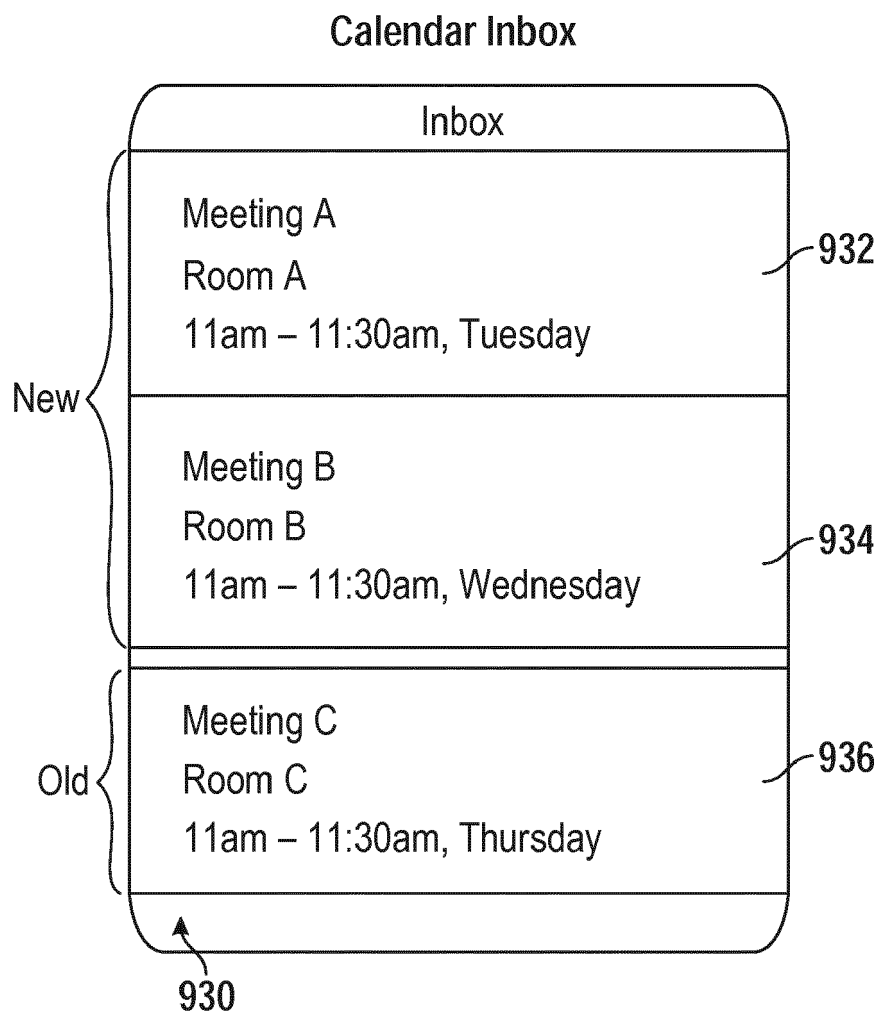 Calendar Inbox
Inbox
Meeting A
Room A
11am – 11:30am, Tuesday
932
New
Meeting B
Room B
11am – 11:30am, Wednesday
934
Meeting C
Room C
11am – 11:30am, Thursday
936
Old
930